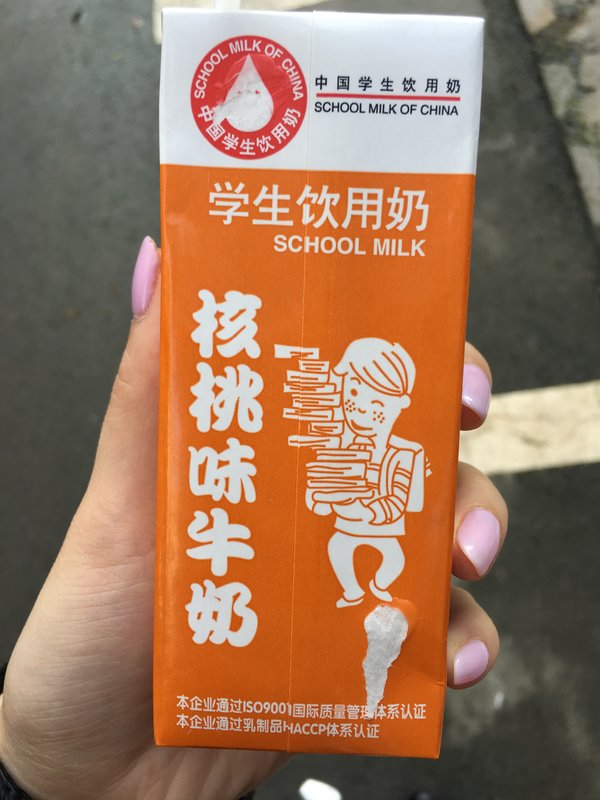 SCHOOL MILK OF CHINA
中国学生饮用奶
中国学生饮用奶
SCHOOL MILK OF CHINA
学生饮用奶
SCHOOL MILK
核桃味牛奶
本企业通过ISO9001国际质量管理体系认证
本企业通过乳制品HACCP体系认证